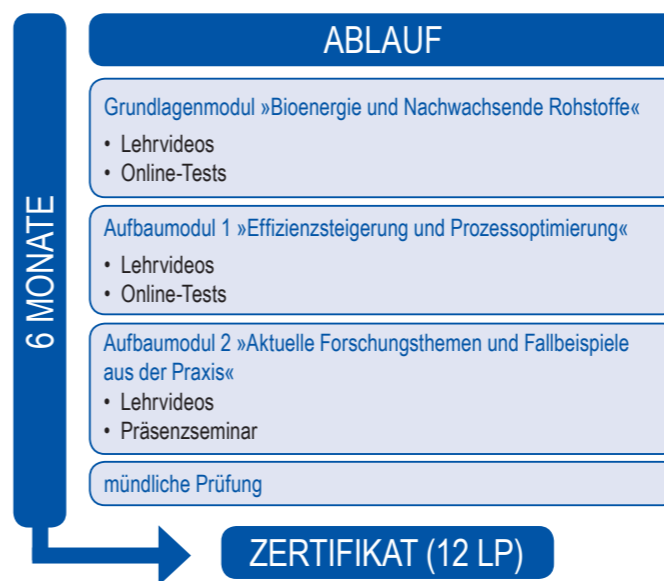 6 MONATE
ABLAUF
Grundlagenmodul »Bioenergie und Nachwachsende Rohstoffe«
• Lehrvideos
• Online-Tests
Aufbaumodul 1 »Effizienzsteigerung und Prozessoptimierung«
• Lehrvideos
• Online-Tests
Aufbaumodul 2 »Aktuelle Forschungsthemen und Fallbeispiele
aus der Praxis«
• Lehrvideos
• Präsenzseminar
mündliche Prüfung
ZERTIFIKAT (12 LP)